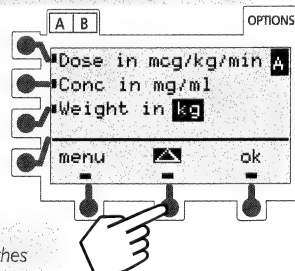 A B
OPTIONS
Dose in mcg/kg/min A
Conc in mg/ml
Weight in kg
menu ok
hes